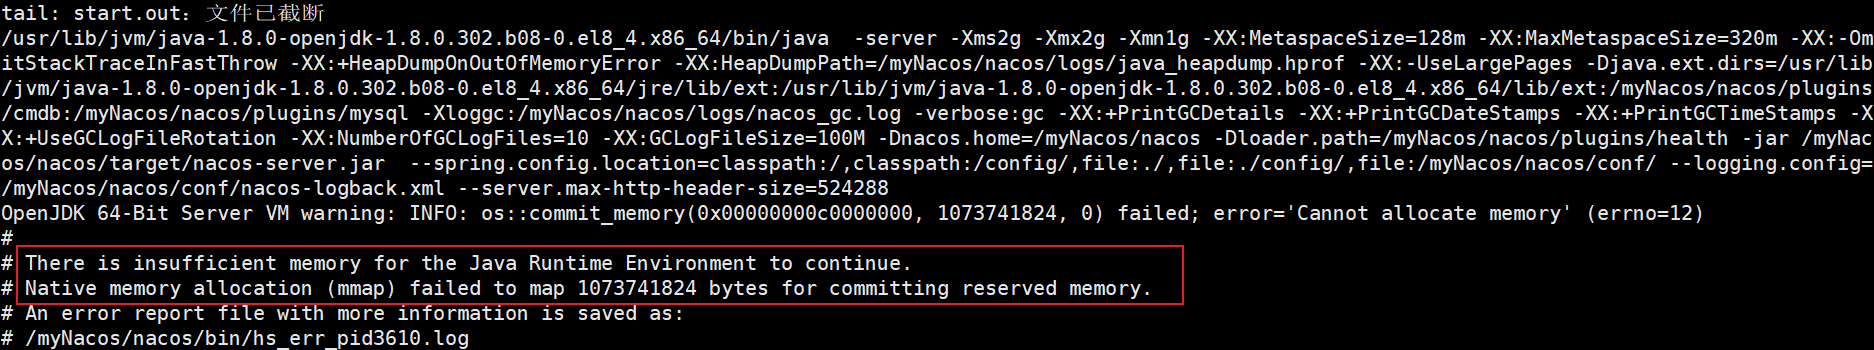 tail: start.out：文件已截断
/usr/lib/jvm/java-1.8.0-openjdk-1.8.0.302.b08-0.el8_4.x86_64/bin/java  -server -Xms2g -Xmx2g -Xmn1g -XX:MetaspaceSize=128m -XX:MaxMetaspaceSize=320m -XX:-Om
itStackTraceInFastThrow -XX:+HeapDumpOnOutOfMemoryError -XX:HeapDumpPath=/myNacos/nacos/logs/java_heapdump.hprof -XX:-UseLargePages -Djava.ext.dirs=/usr/lib
/jvm/java-1.8.0-openjdk-1.8.0.302.b08-0.el8_4.x86_64/jre/lib/ext:/usr/lib/jvm/java-1.8.0-openjdk-1.8.0.302.b08-0.el8_4.x86_64/lib/ext:/myNacos/nacos/plugins
/cmdb:/myNacos/nacos/plugins/mysql -Xloggc:/myNacos/nacos/logs/nacos_gc.log -verbose:gc -XX:+PrintGCDetails -XX:+PrintGCDateStamps -XX:+PrintGCTimeStamps -X
X:+UseGCLogFileRotation -XX:NumberOfGCLogFiles=10 -XX:GCLogFileSize=100M -Dnacos.home=/myNacos/nacos -Dloader.path=/myNacos/nacos/plugins/health -jar /myNac
os/nacos/target/nacos-server.jar  --spring.config.location=classpath:/,classpath:/config/,file:./,file:./config/,file:/myNacos/nacos/conf/ --logging.config=
/myNacos/nacos/conf/nacos-logback.xml --server.max-http-header-size=524288
OpenJDK 64-Bit Server VM warning: INFO: os::commit_memory(0x00000000c0000000, 1073741824, 0) failed; error='Cannot allocate memory' (errno=12)
#
# There is insufficient memory for the Java Runtime Environment to continue.
# Native memory allocation (mmap) failed to map 1073741824 bytes for committing reserved memory.
# An error report file with more information is saved as:
# /myNacos/nacos/bin/hs_err_pid3610.log